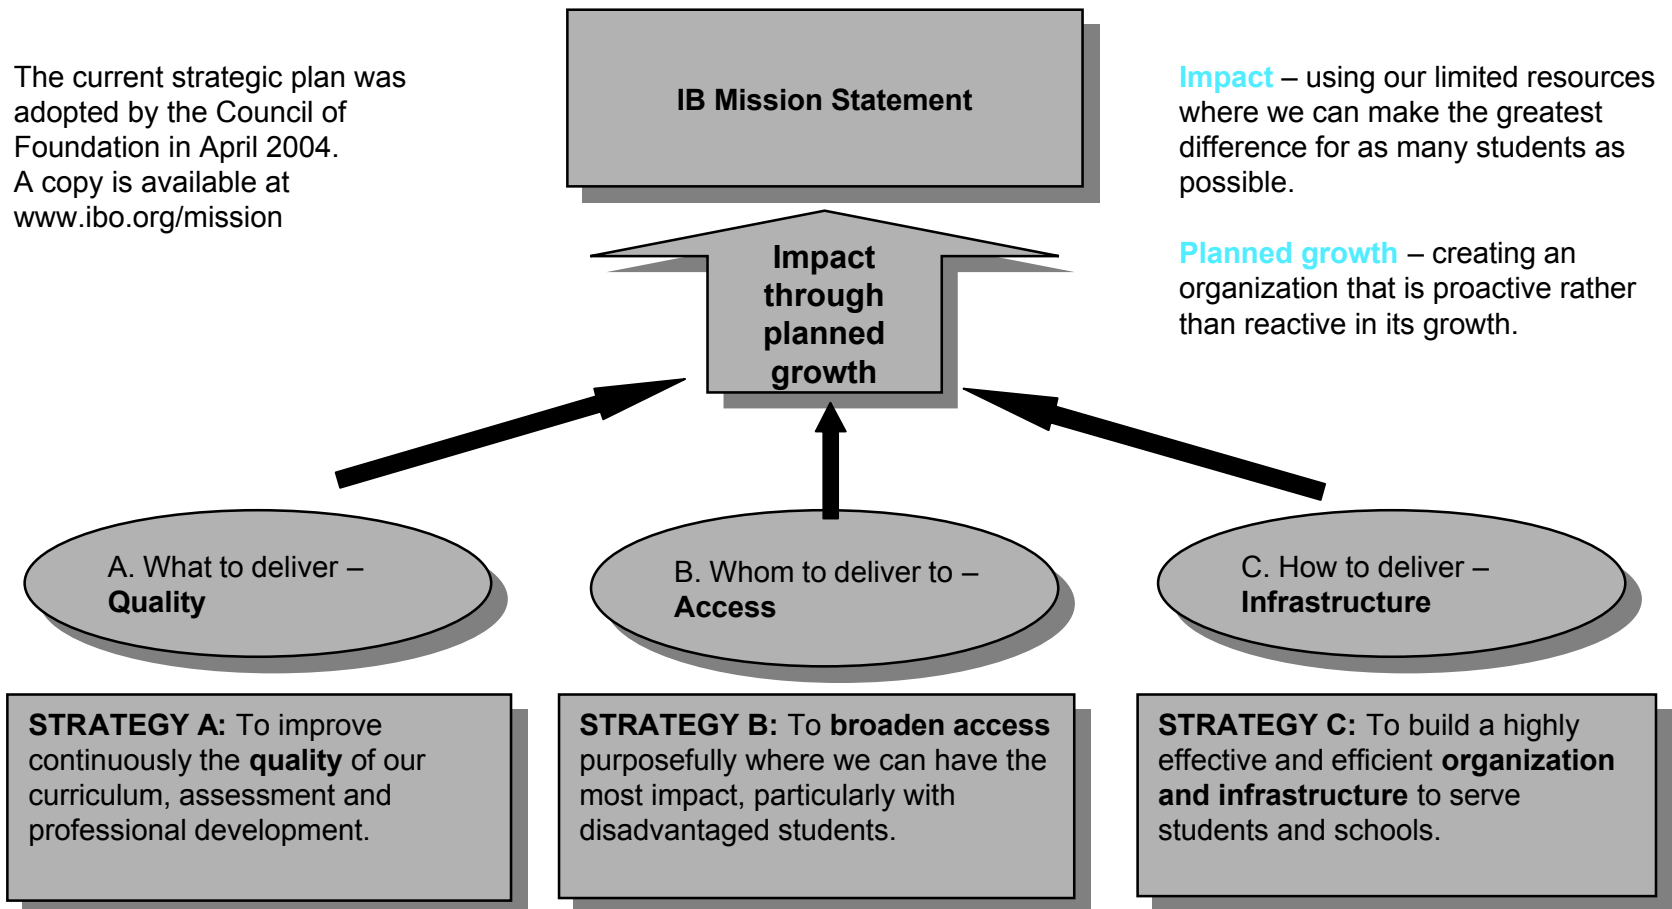 The current strategic plan was
adopted by the Council of
Foundation in April 2004.
A copy is available at
www.ibo.org/mission
IB Mission Statement
Impact – using our limited resources
where we can make the greatest
difference for as many students as
possible.
Planned growth – creating an
organization that is proactive rather
than reactive in its growth.
Impact
through
planned
growth
A. What to deliver –
Quality
B. Whom to deliver to –
Access
C. How to deliver –
Infrastructure
STRATEGY A: To improve
continuously the quality of our
curriculum, assessment and
professional development.
STRATEGY B: To broaden access
purposefully where we can have the
most impact, particularly with
disadvantaged students.
STRATEGY C: To build a highly
effective and efficient organization
and infrastructure to serve
students and schools.